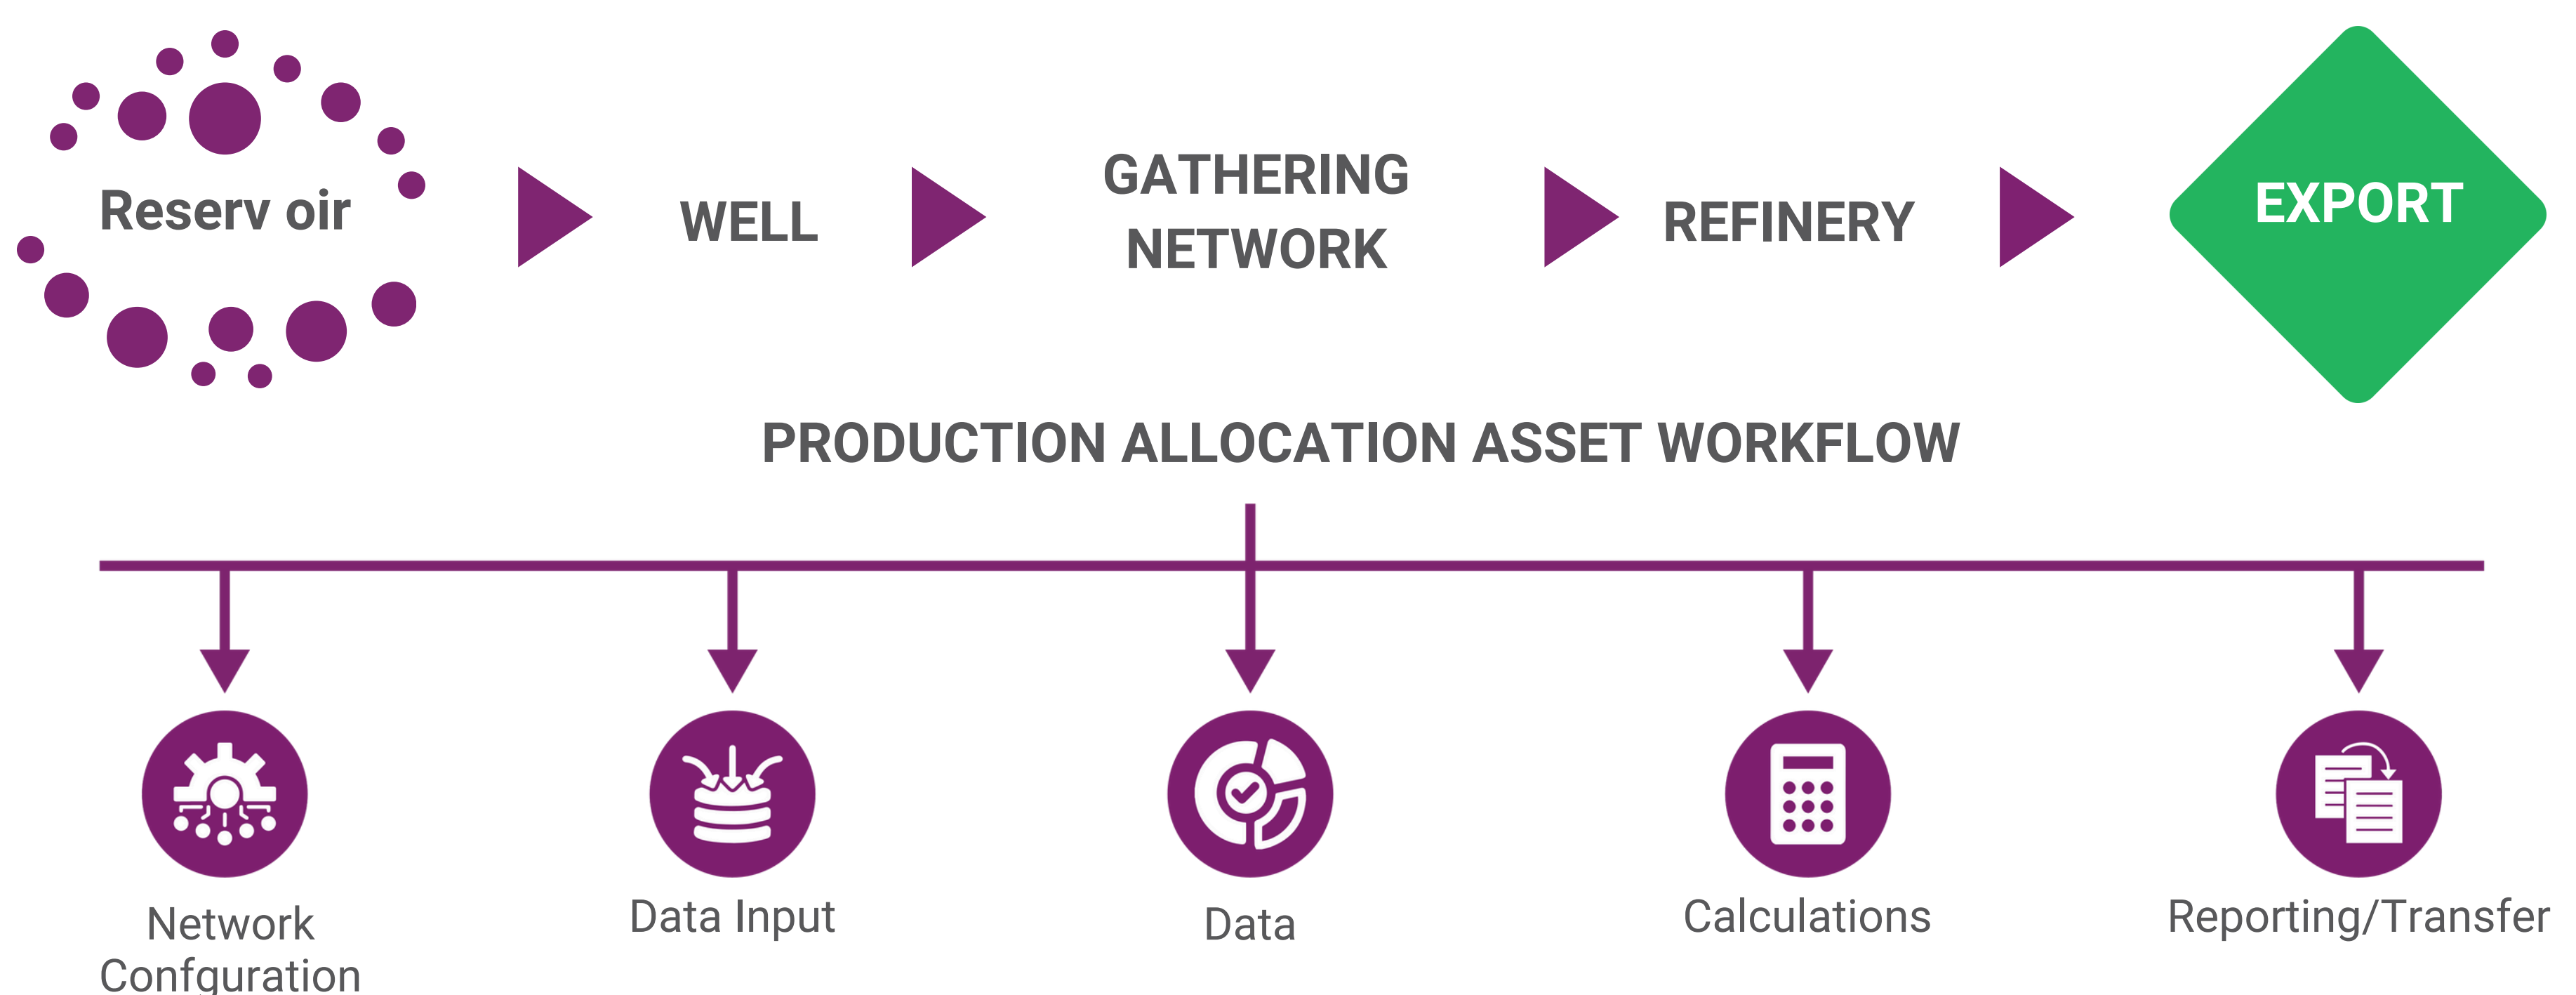 Reserv oir
WELL
GATHERING
NETWORK
REFINERY
EXPORT
PRODUCTION ALLOCATION ASSET WORKFLOW
Network
Confguration
Data Input
Data
Calculations
Reporting/Transfer